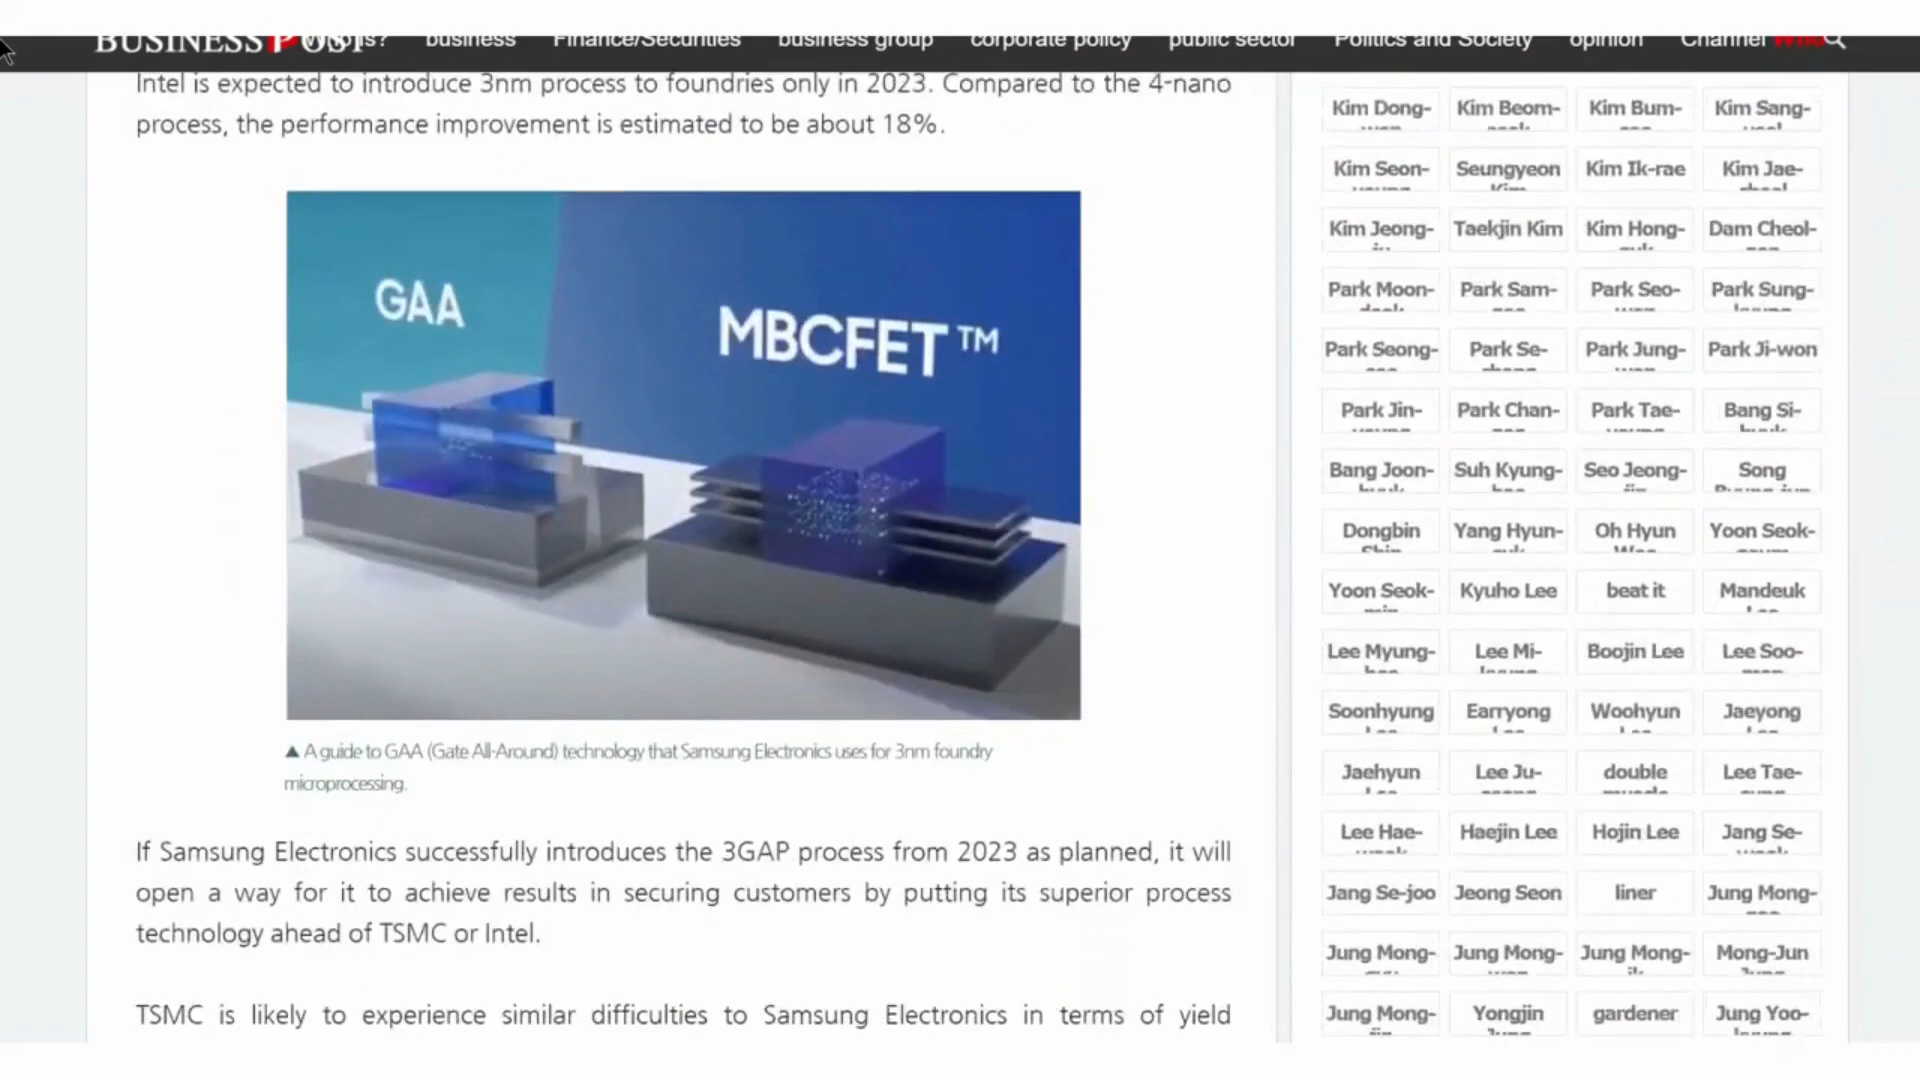 BUSINESS POST
business
Finance/Securities
business group
corporate policy
public sector
Politics and Society
opinion
Channel Who
Intel is expected to introduce 3nm process to foundries only in 2023. Compared to the 4-nano
process, the performance improvement is estimated to be about 18%.
GAA
MBCFET™
▲ A guide to GAA (Gate All-Around) technology that Samsung Electronics uses for 3nm foundry
microprocessing.
If Samsung Electronics successfully introduces the 3GAP process from 2023 as planned, it will
open a way for it to achieve results in securing customers by putting its superior process
technology ahead of TSMC or Intel.
TSMC is likely to experience similar difficulties to Samsung Electronics in terms of yield
Kim Dong- Kim Beom- Kim Bum- Kim Sang-
Kim Seon- Seungyeon Kim Ik-rae Kim Jae-
Kim Jeong- Taekjin Kim Kim Hong- Dam Cheol-
Park Moon- Park Sam- Park Seo- Park Sung-
Park Seong- Park Se- Park Jung- Park Ji-won
Park Jin- Park Chan- Park Tae- Bang Si-
Bang Joon- Suh Kyung- Seo Jeong- Song
Dongbin Yang Hyun- Oh Hyun Yoon Seok-
Yoon Seok- Kyuho Lee beat it Mandeuk
Lee Myung- Lee Mi- Boojin Lee Lee Soo-
Soonhyung Earryong Woohyun Jaeyong
Jaehyun Lee Ju- double Lee Tae-
Lee Hae- Haejin Lee Hojin Lee Jang Se-
Jang Se-joo Jeong Seon liner Jung Mong-
Jung Mong- Jung Mong- Jung Mong- Mong-Jun
Jung Mong- Yongjin gardener Jung Yoo-